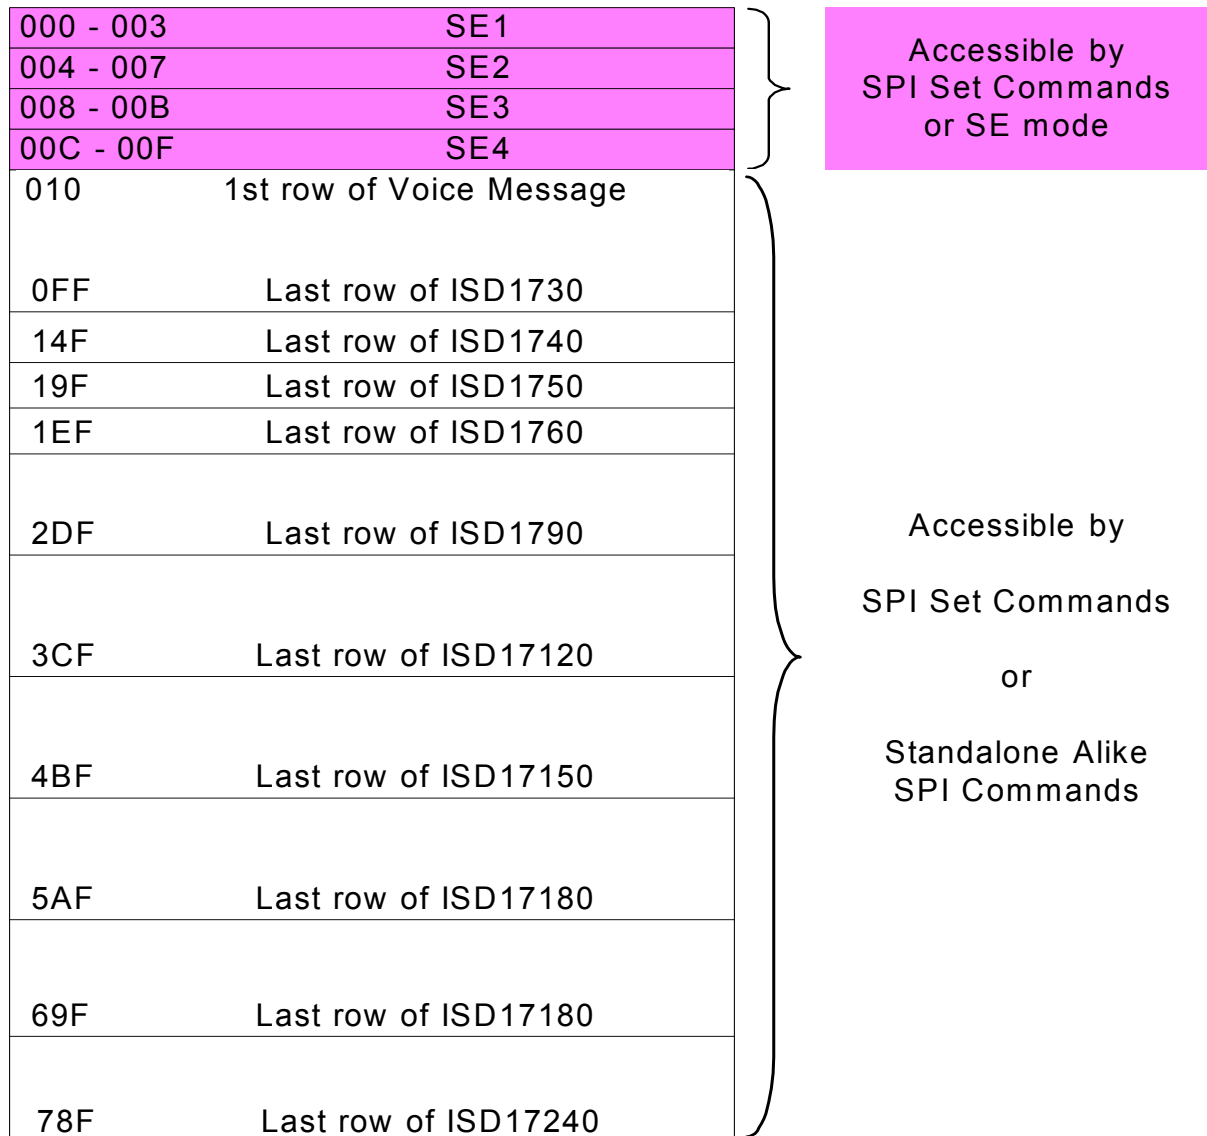 000 - 003 SE1
004 - 007 SE2
008 - 00B SE3
00C - 00F SE4
Accessible by
SPI Set Commands
or SE mode
010 1st row of Voice Message
0FF Last row of ISD1730
14F Last row of ISD1740
19F Last row of ISD1750
1EF Last row of ISD1760
2DF Last row of ISD1790
3CF Last row of ISD17120
4BF Last row of ISD17150
5AF Last row of ISD17180
69F Last row of ISD17180
78F Last row of ISD17240
Accessible by
SPI Set Commands
or
Standalone Alike
SPI Commands